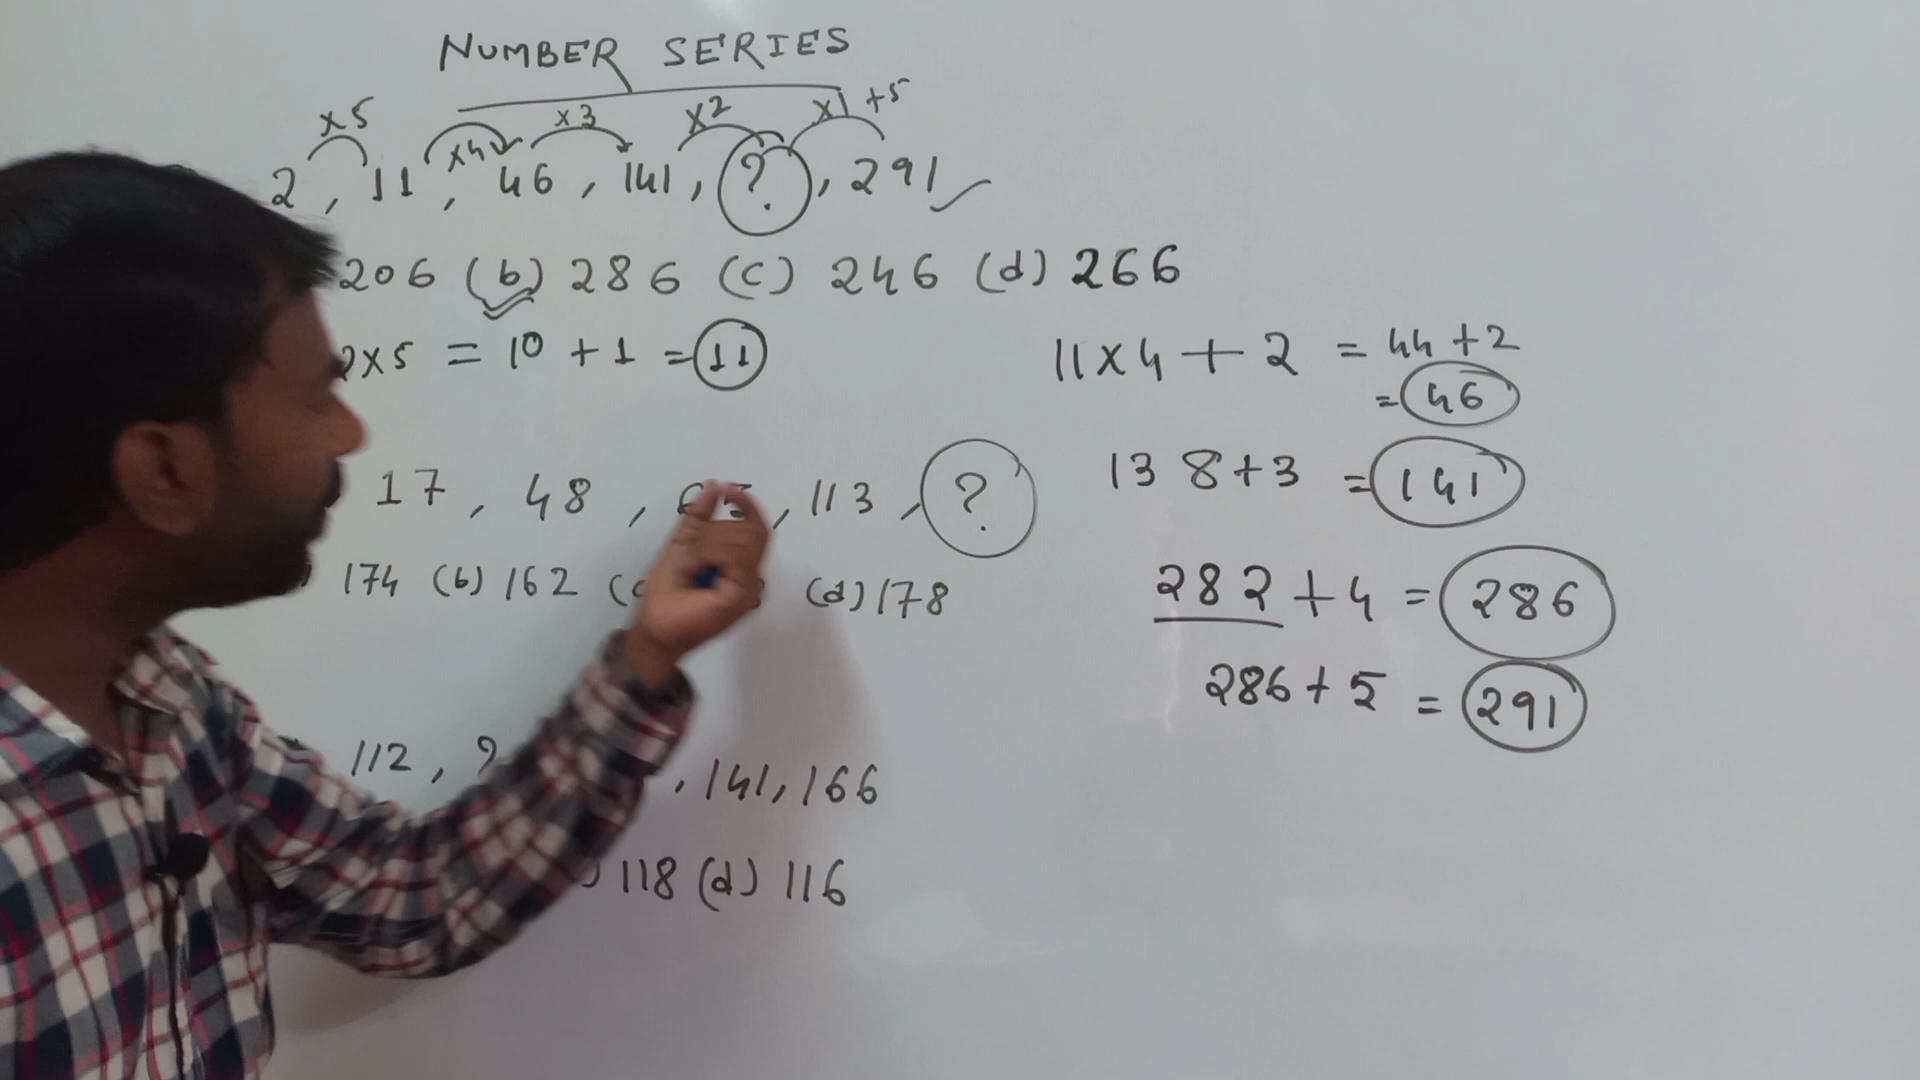 NUMBER SERIES
×5 ×4 ×3 ×2 ×1 +5
2, 11, 46, 141, ?, 291
206 (b) 286 (c) 246 (d) 266
2×5 = 10 + 1 = 11
11×4 + 2 = 44 + 2
= 46
138+3 = 141
17, 48, 65, 113, ?
174 (b) 162 (d) 178
282 + 4 = 286
286 + 5 = 291
112, , 141, 166
118 (d) 116